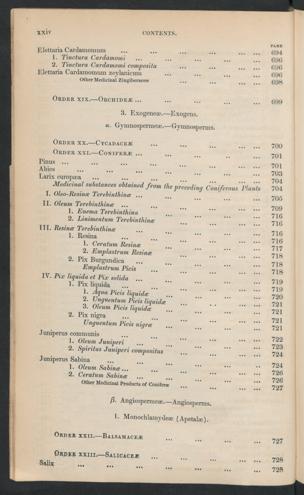 xxiv CONTENTS.
PAGE
Elettaria Cardamomum ... ... ... ... ... 694
1. Tinctura Cardamomi ... ... ... ... 696
2. Tinctura Cardamomi composita ... ... ... 696
Elettaria Cardamomum zeylanicum ... ... ... 696
Other Medicinal Zingiberaceæ ... ... ... 698
ORDER XIX.—ORCHIDEÆ ... ... ... ... 699
3. Exogeneæ.—Exogens.
α. Gymnospermeæ.—Gymnosperms.
ORDER XX.—CYCADACEÆ ... ... ... 700
ORDER XXI.—CONIFERÆ ... ... ... ... 701
Pinus ... ... ... ... ... ... 701
Abies ... ... ... ... ... ... 703
Larix europæa ... ... ... ... ... 704
Medicinal substances obtained from the preceding Coniferous Plants 704
I. Oleo-Resinæ Terebinthinæ ... ... ... ... 705
II. Oleum Terebinthinæ ... ... ... ... 709
1. Enema Terebinthinæ ... ... ... 716
2. Linimentum Terebinthinæ ... ... ... 716
III. Resinæ Terebinthinæ ... ... ... ... 716
1. Resina ... ... ... ... ... 716
1. Ceratum Resinæ ... ... ... 717
2. Emplastrum Resinæ ... ... ... 718
2. Pix Burgundica ... ... ... ... 718
Emplastrum Picis ... ... ... 718
IV. Pix liquida et Pix solida ... ... ... ... 719
1. Pix liquida ... ... ... ... 719
1. Aqua Picis liquidæ ... ... ... 720
2. Unguentum Picis liquidæ ... ... 721
3. Oleum Picis liquidæ ... ... ... 721
2. Pix nigra ... ... ... ... 721
Unguentum Picis nigræ ... ... ... 721
Juniperus communis ... ... ... ... 722
1. Oleum Juniperi ... ... ... ... 723
2. Spiritus Juniperi compositus ... ... ... 724
Juniperus Sabina ... ... ... ... ... 724
1. Oleum Sabinæ ... ... ... ... 726
2. Ceratum Sabinæ ... ... ... ... 726
Other Medicinal Products of Coniferæ ... ... ... 727
β. Angiospermeæ.—Angiosperms.
1. Monochlamydeæ (Apetalæ).
ORDER XXII.—BALSAMACEÆ ... ... ... 727
ORDER XXIII.—SALICACEÆ ... ... ... 728
Salix ... ... ... ... ... ... 728